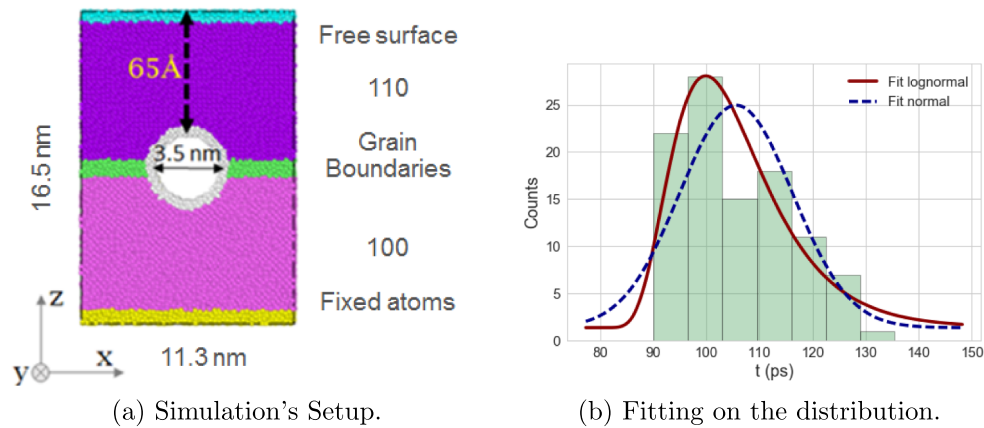 Free surface
65Å
110
Grain
Boundaries
3.5 nm
16.5 nm
100
Fixed atoms
z
x
y
11.3 nm
(a) Simulation's Setup.
Fit lognormal
Fit normal
Counts
25
20
15
10
5
0
80 90 100 110 120 130 140 150
t (ps)
(b) Fitting on the distribution.